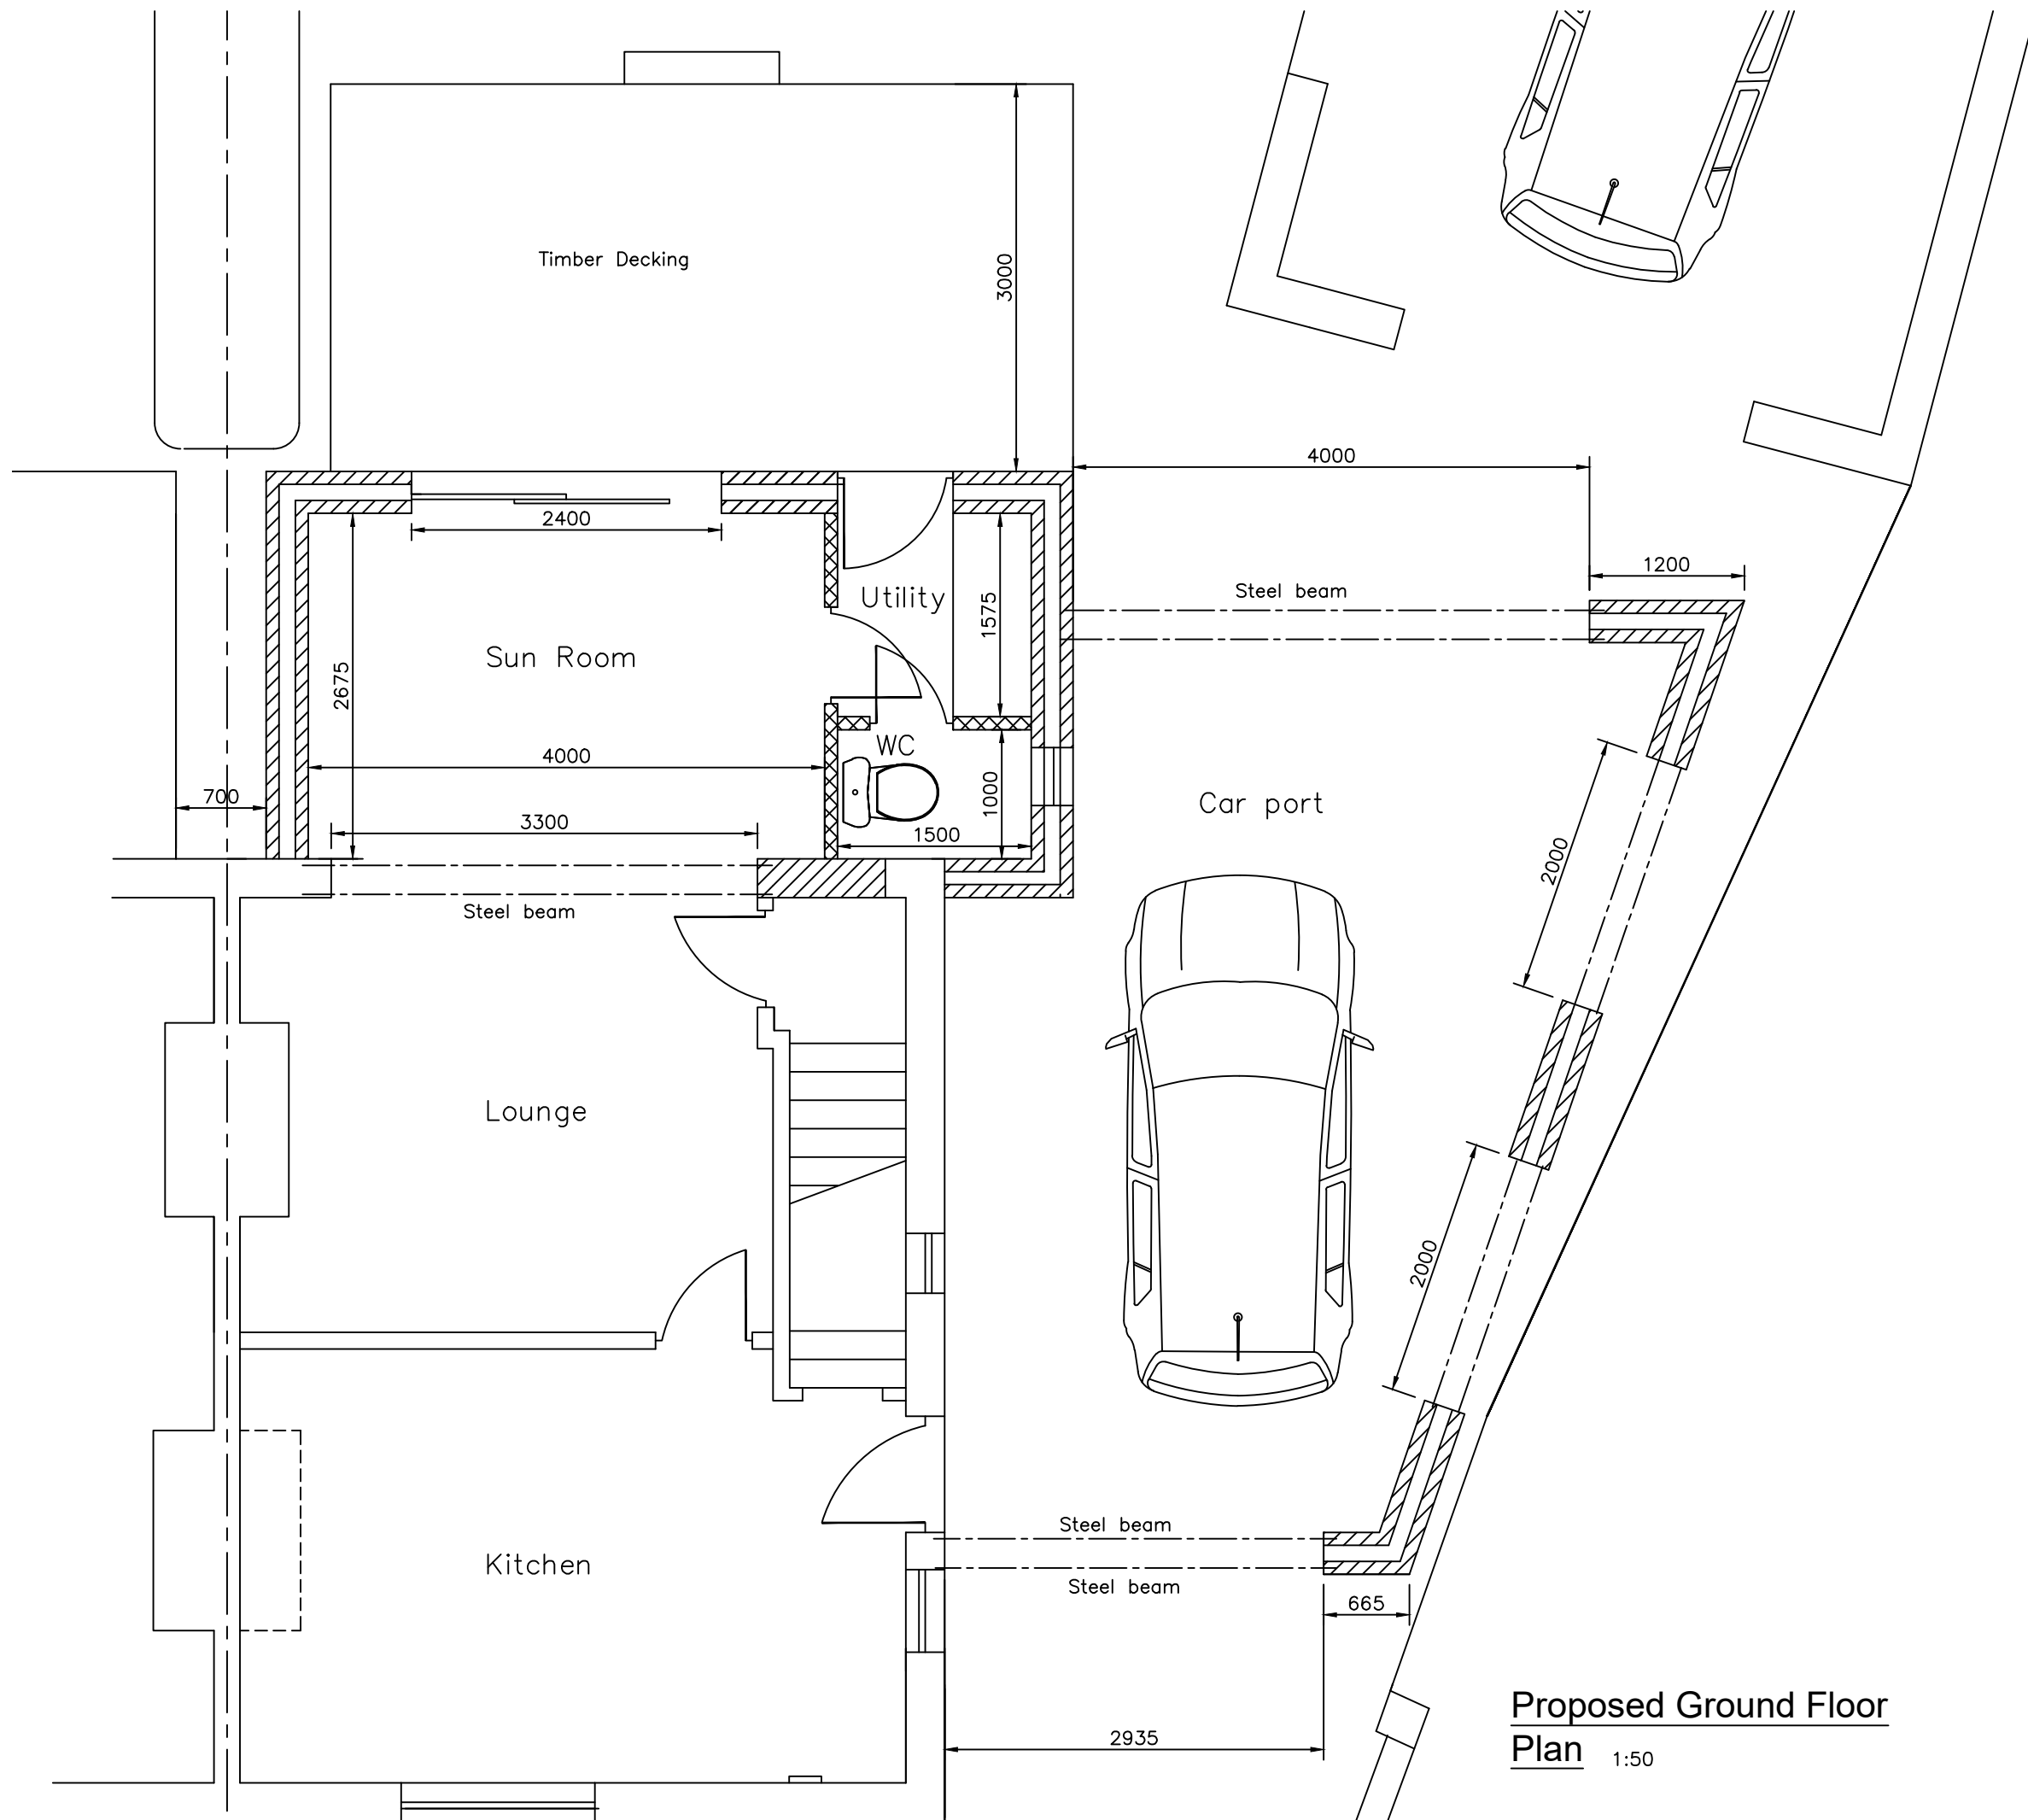 Timber Decking
3000
4000
2400
1200
Steel beam
Utility
1575
Sun Room
2675
WC
4000
700
1000
Car port
3300
1500
2000
Steel beam
Lounge
2000
Steel beam
Kitchen
Steel beam
665
2935
Proposed Ground Floor
Plan 1:50